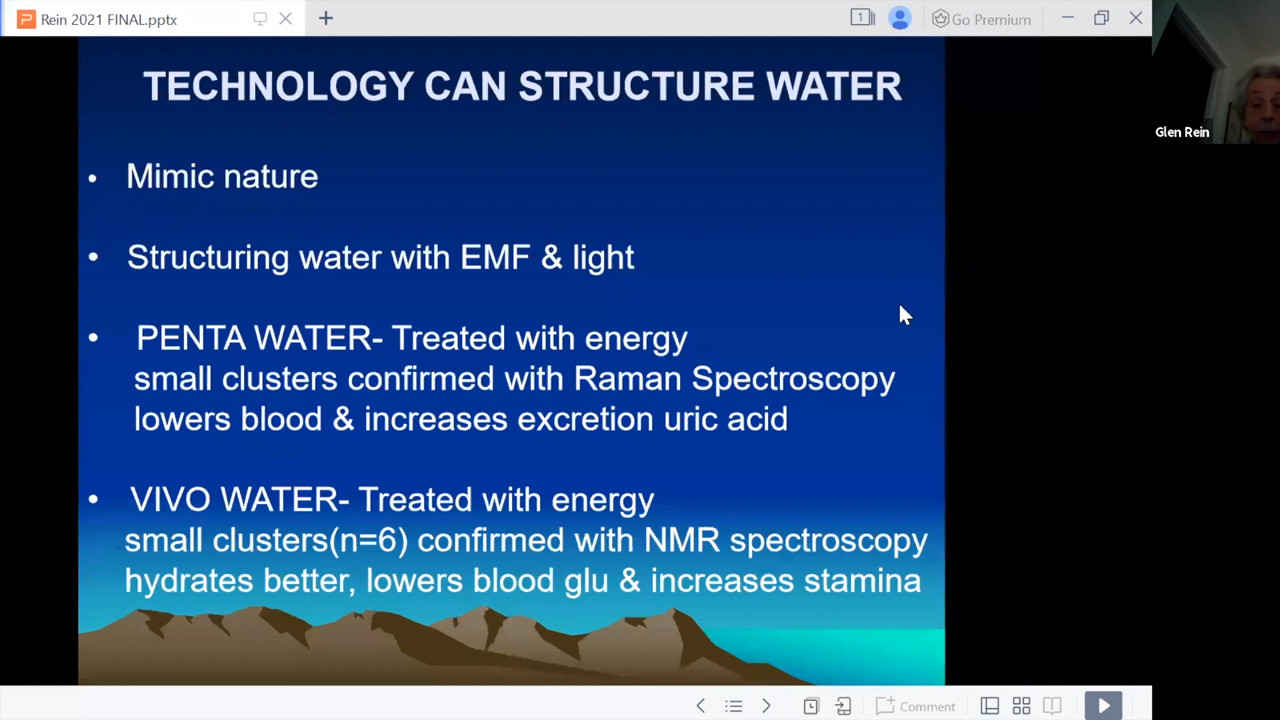 Rein 2021 FINAL.pptx
1
Go Premium
TECHNOLOGY CAN STRUCTURE WATER
Glen Rein
• Mimic nature
• Structuring water with EMF & light
• PENTA WATER- Treated with energy
small clusters confirmed with Raman Spectroscopy
lowers blood & increases excretion uric acid
• VIVO WATER- Treated with energy
small clusters(n=6) confirmed with NMR spectroscopy
hydrates better, lowers blood glu & increases stamina
Comment